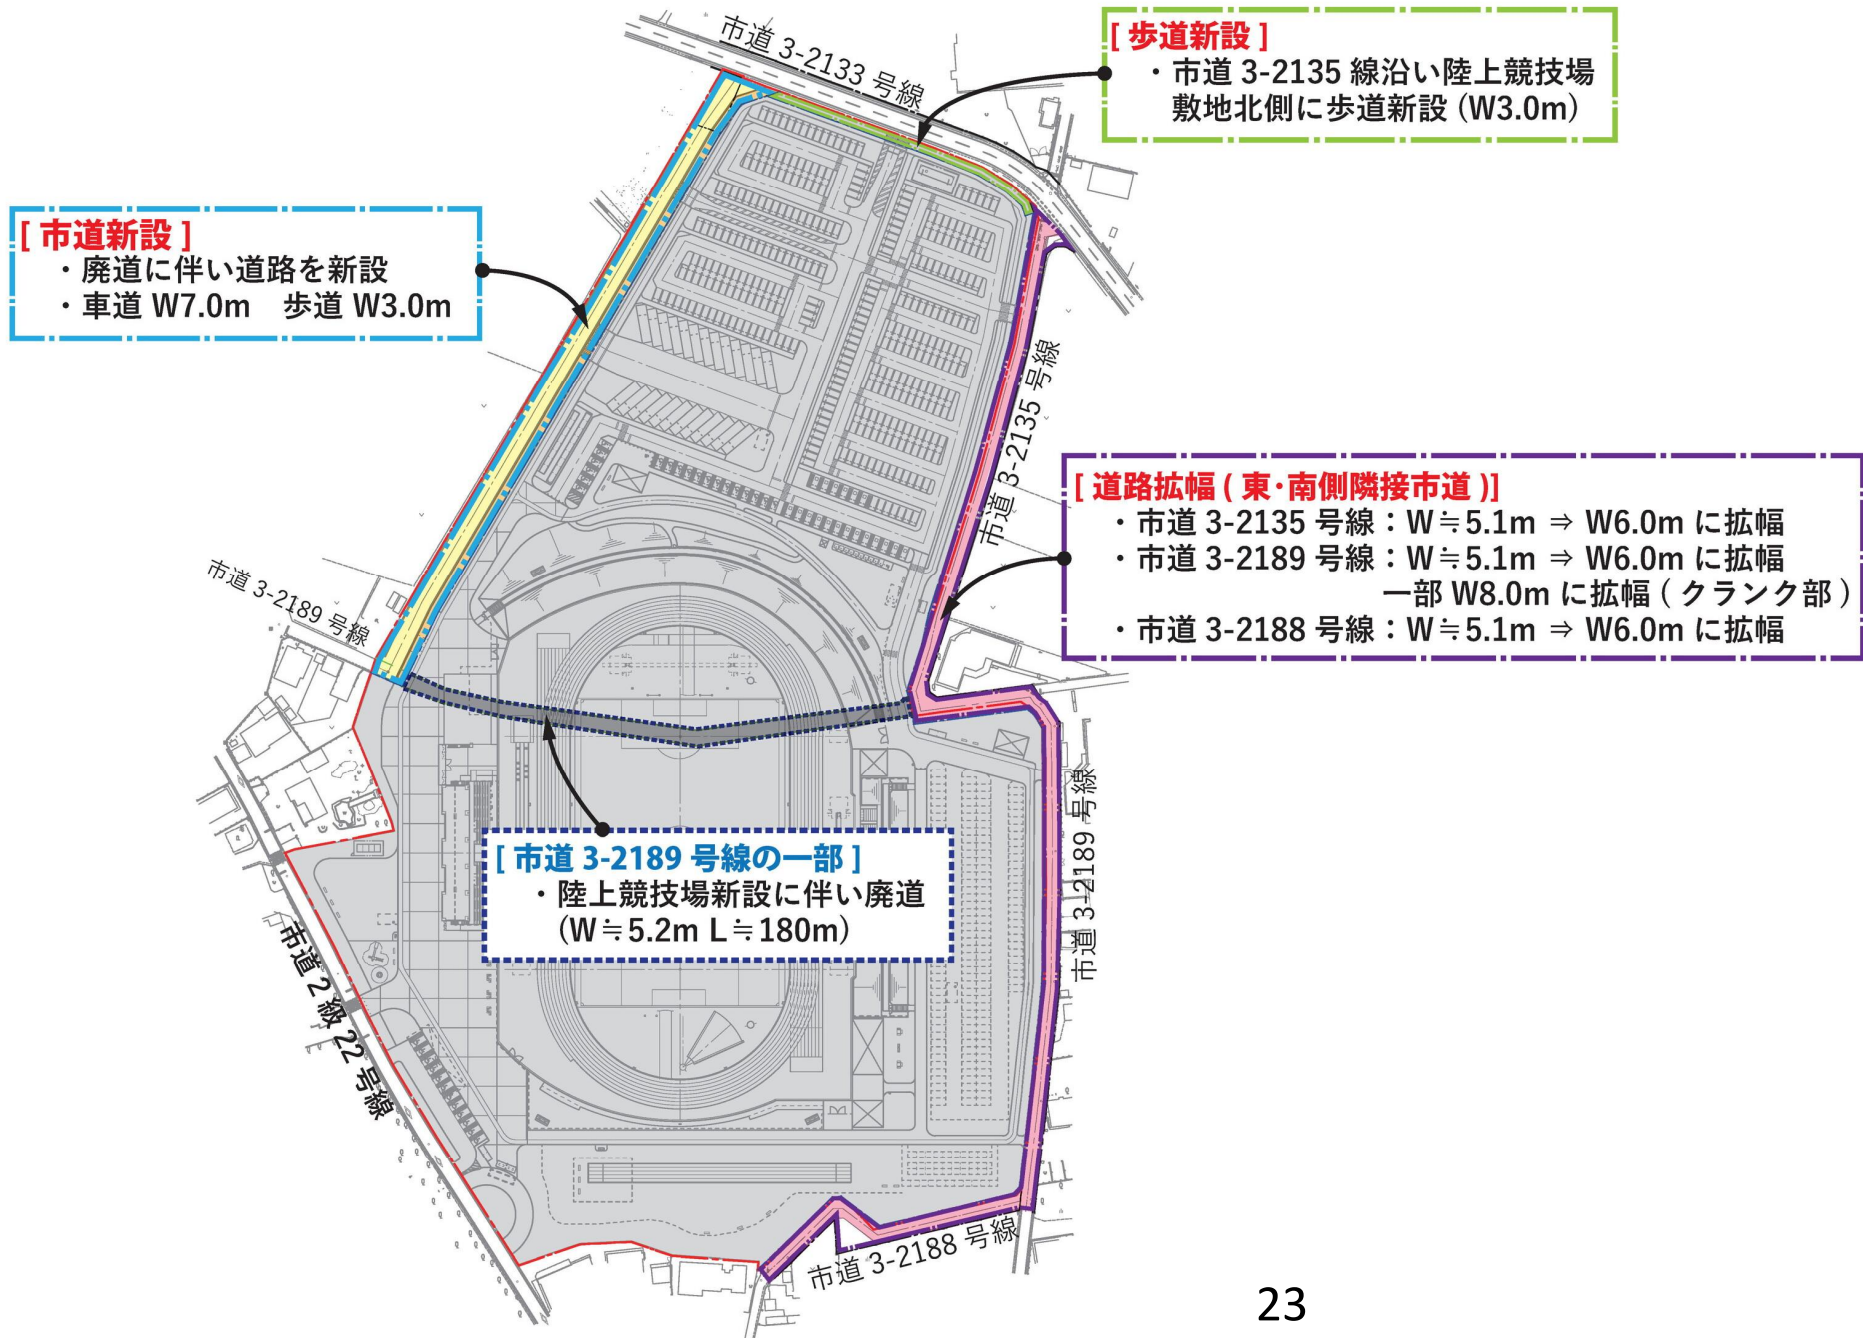 市道 3-2133 号線
[ 歩道新設 ]
・市道 3-2135 線沿い陸上競技場
敷地北側に歩道新設 (W3.0m)
[ 市道新設 ]
・廃道に伴い道路を新設
・車道 W7.0m　歩道 W3.0m
市道 3-2135 号線
[ 道路拡幅 ( 東･南側隣接市道 )]
・市道 3-2135 号線：W≒5.1m ⇒ W6.0m に拡幅
・市道 3-2189 号線：W≒5.1m ⇒ W6.0m に拡幅
一部 W8.0m に拡幅 ( クランク部 )
・市道 3-2188 号線：W≒5.1m ⇒ W6.0m に拡幅
市道 3-2189 号線
[ 市道 3-2189 号線の一部 ]
・陸上競技場新設に伴い廃道
(W≒5.2m L≒180m)
市道 3-2189 号線
市道 2 級 22 号線
市道 3-2188 号線
23